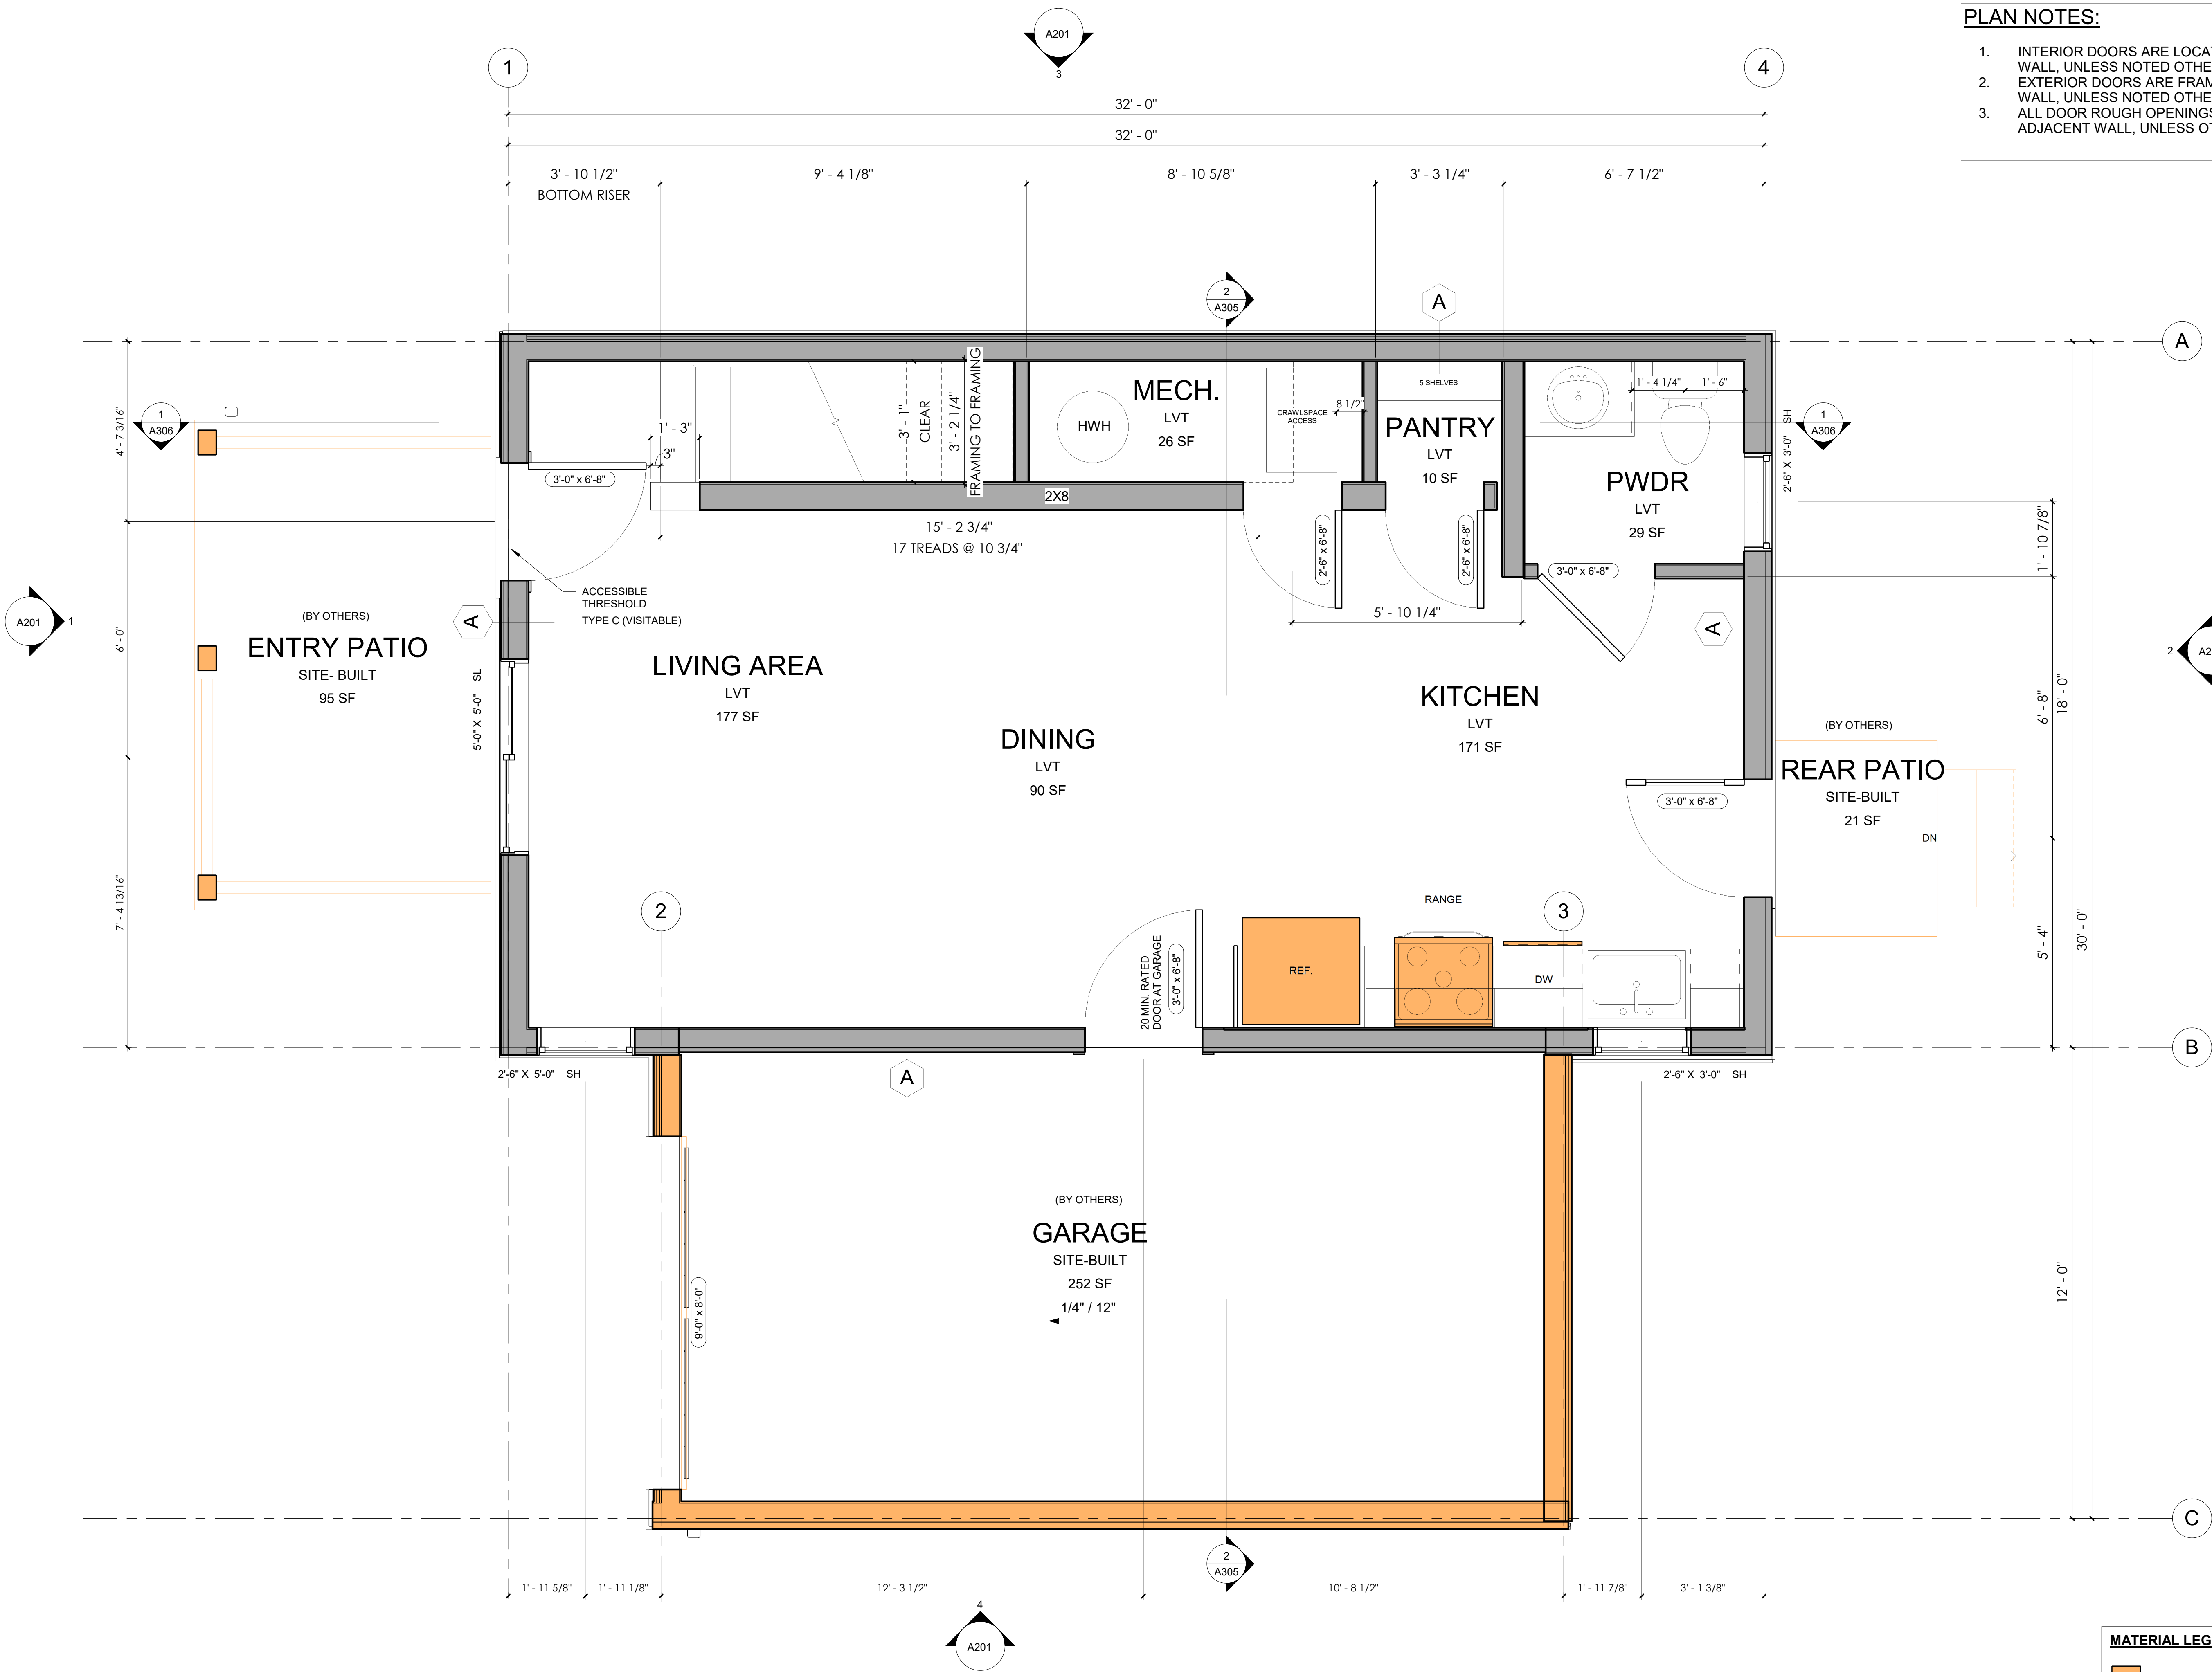 PLAN NOTES:
1. INTERIOR DOORS ARE
WALL, UNLESS NOTED
2. EXTERIOR DOORS ARE
WALL, UNLESS NOTED
3. ALL DOOR ROUGH OPENINGS
ADJACENT WALL, UNLESS
A201
3
1
4
32' - 0"
32' - 0"
3' - 10 1/2"
9' - 4 1/8"
8' - 10 5/8"
3' - 3 1/4"
6' - 7 1/2"
BOTTOM RISER
2
A305
A
A
4' - 7 3/16"
6' - 0"
7' - 4 13/16"
1
A306
A201
1
(BY OTHERS)
ENTRY PATIO
SITE- BUILT
95 SF
A
5'-0" X 5'-0" SL
3'-0" x 6'-8"
1' - 3"
3"
3' - 1"
CLEAR
3' - 2 1/4"
FRAMING TO FRAMING
2X8
HWH
MECH.
LVT
26 SF
CRAWLSPACE
ACCESS
8 1/2"
5 SHELVES
PANTRY
LVT
10 SF
1' - 4 1/4"
1' - 6"
PWDR
LVT
29 SF
2'-6" X 3'-0" SH
1
A306
15' - 2 3/4"
17 TREADS @ 10 3/4"
2'-6" x 6'-8"
2'-6" x 6'-8"
3'-0" x 6'-8"
5' - 10 1/4"
ACCESSIBLE
THRESHOLD
TYPE C (VISITABLE)
LIVING AREA
LVT
177 SF
DINING
LVT
90 SF
KITCHEN
LVT
171 SF
A
1' - 10 7/8"
6' - 8"
18' - 0"
5' - 4"
30' - 0"
12' - 0"
2
(BY OTHERS)
REAR PATIO
SITE-BUILT
21 SF
DN
3'-0" x 6'-8"
2
3
RANGE
REF.
DW
20 MIN. RATED
DOOR AT GARAGE
3'-0" x 6'-8"
B
2'-6" X 5'-0" SH
A
2'-6" X 3'-0" SH
(BY OTHERS)
GARAGE
SITE-BUILT
252 SF
1/4" / 12"
9'-0" x 8'-0"
C
2
A305
1' - 11 5/8"
1' - 11 1/8"
12' - 3 1/2"
10' - 8 1/2"
1' - 11 7/8"
3' - 1 3/8"
4
A201
MATERIAL